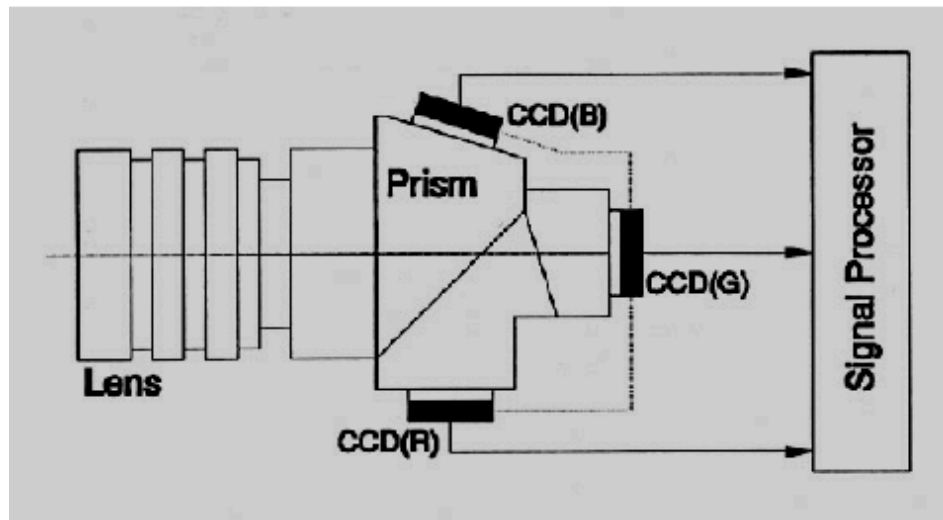 CCD(B)
Prism
CCD(G)
Lens
CCD(R)
Signal Processor